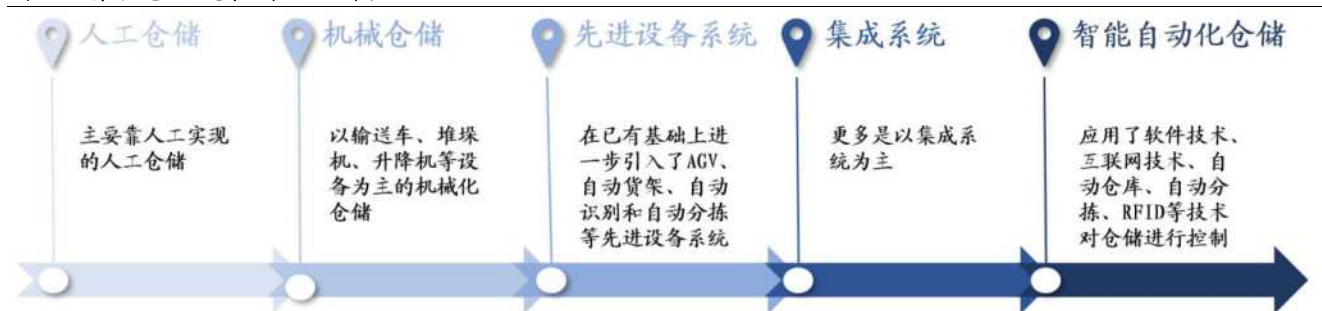 人工仓储
机械仓储
先进设备系统
集成系统
智能自动化仓储
主要靠人工实现
的人工仓储
以输送车、堆垛
机、升降机等设
备为主的机械化
仓储
在已有基础上进
一步引入了AGV、
自动货架、自动
识别和自动分拣
等先进设备系统
更多是以集成系
统为主
应用了软件技术、
互联网技术、自
动仓库、自动分
拣、RFID等技术
对仓储进行控制